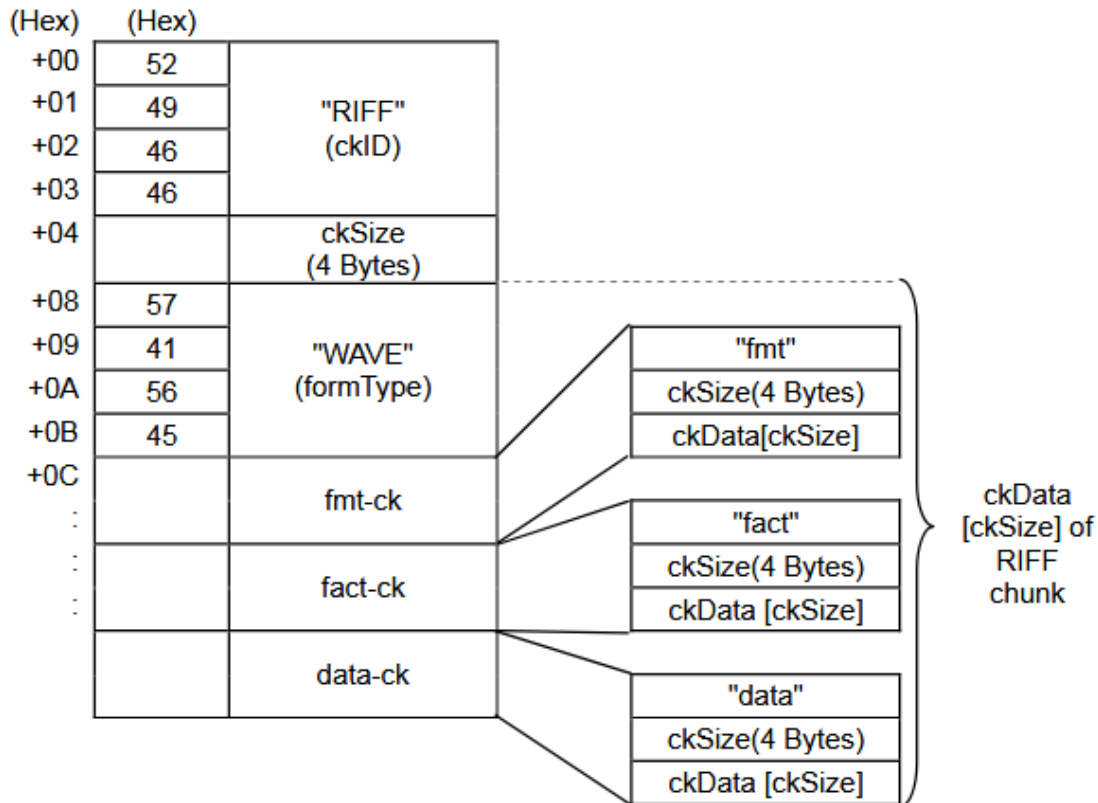 (Hex) (Hex)
+00 52
+01 49
+02 46
+03 46
"RIFF"
(ckID)
+04
ckSize
(4 Bytes)
+08 57
+09 41
+0A 56
+0B 45
"WAVE"
(formType)
+0C
:
:
:
fmt-ck
fact-ck
data-ck
"fmt"
ckSize(4 Bytes)
ckData[ckSize]
"fact"
ckSize(4 Bytes)
ckData [ckSize]
"data"
ckSize(4 Bytes)
ckData [ckSize]
ckData
[ckSize] of
RIFF
chunk